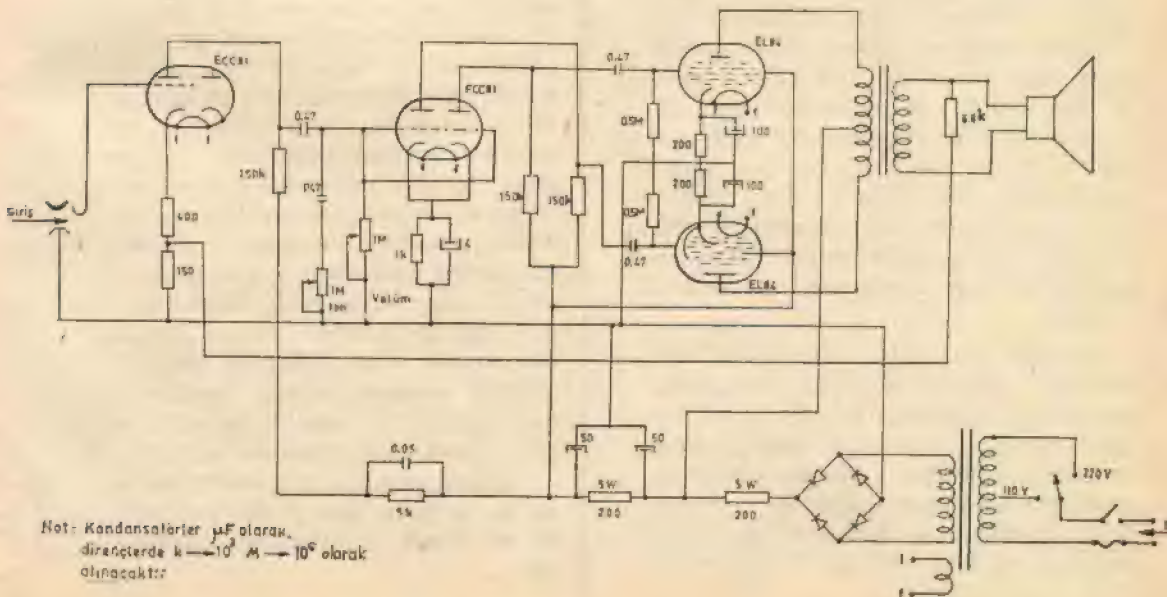 ECC81
ECC81
EL84
0.47
0.47
0.5M
200
100
200
100
0.5M
0.47
EL84
Giriş
400
150
250k
1M
1k
4
1M
Volüm
150k
150k
50
50
0.05
5W
200
5W
200
220V
110V
f
f
Not: Kondansatörler µF olarak,
dirençlerde k → 10³ M → 10⁶ olarak
alınacaktır